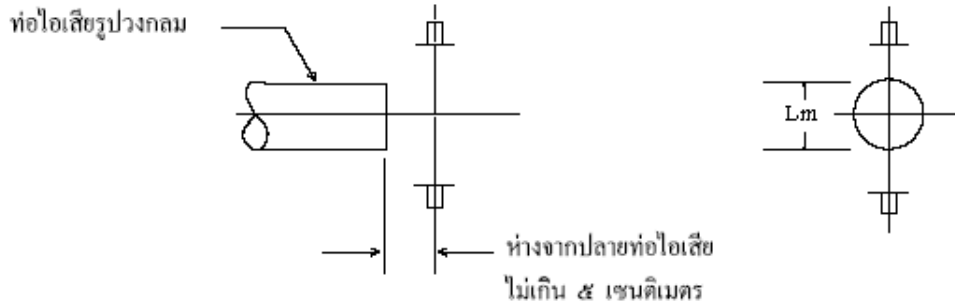 ท่อไอเสียรูปวงกลม
Lm
ห่างจากปลายท่อไอเสีย
ไม่เกิน ๕ เซนติเมตร